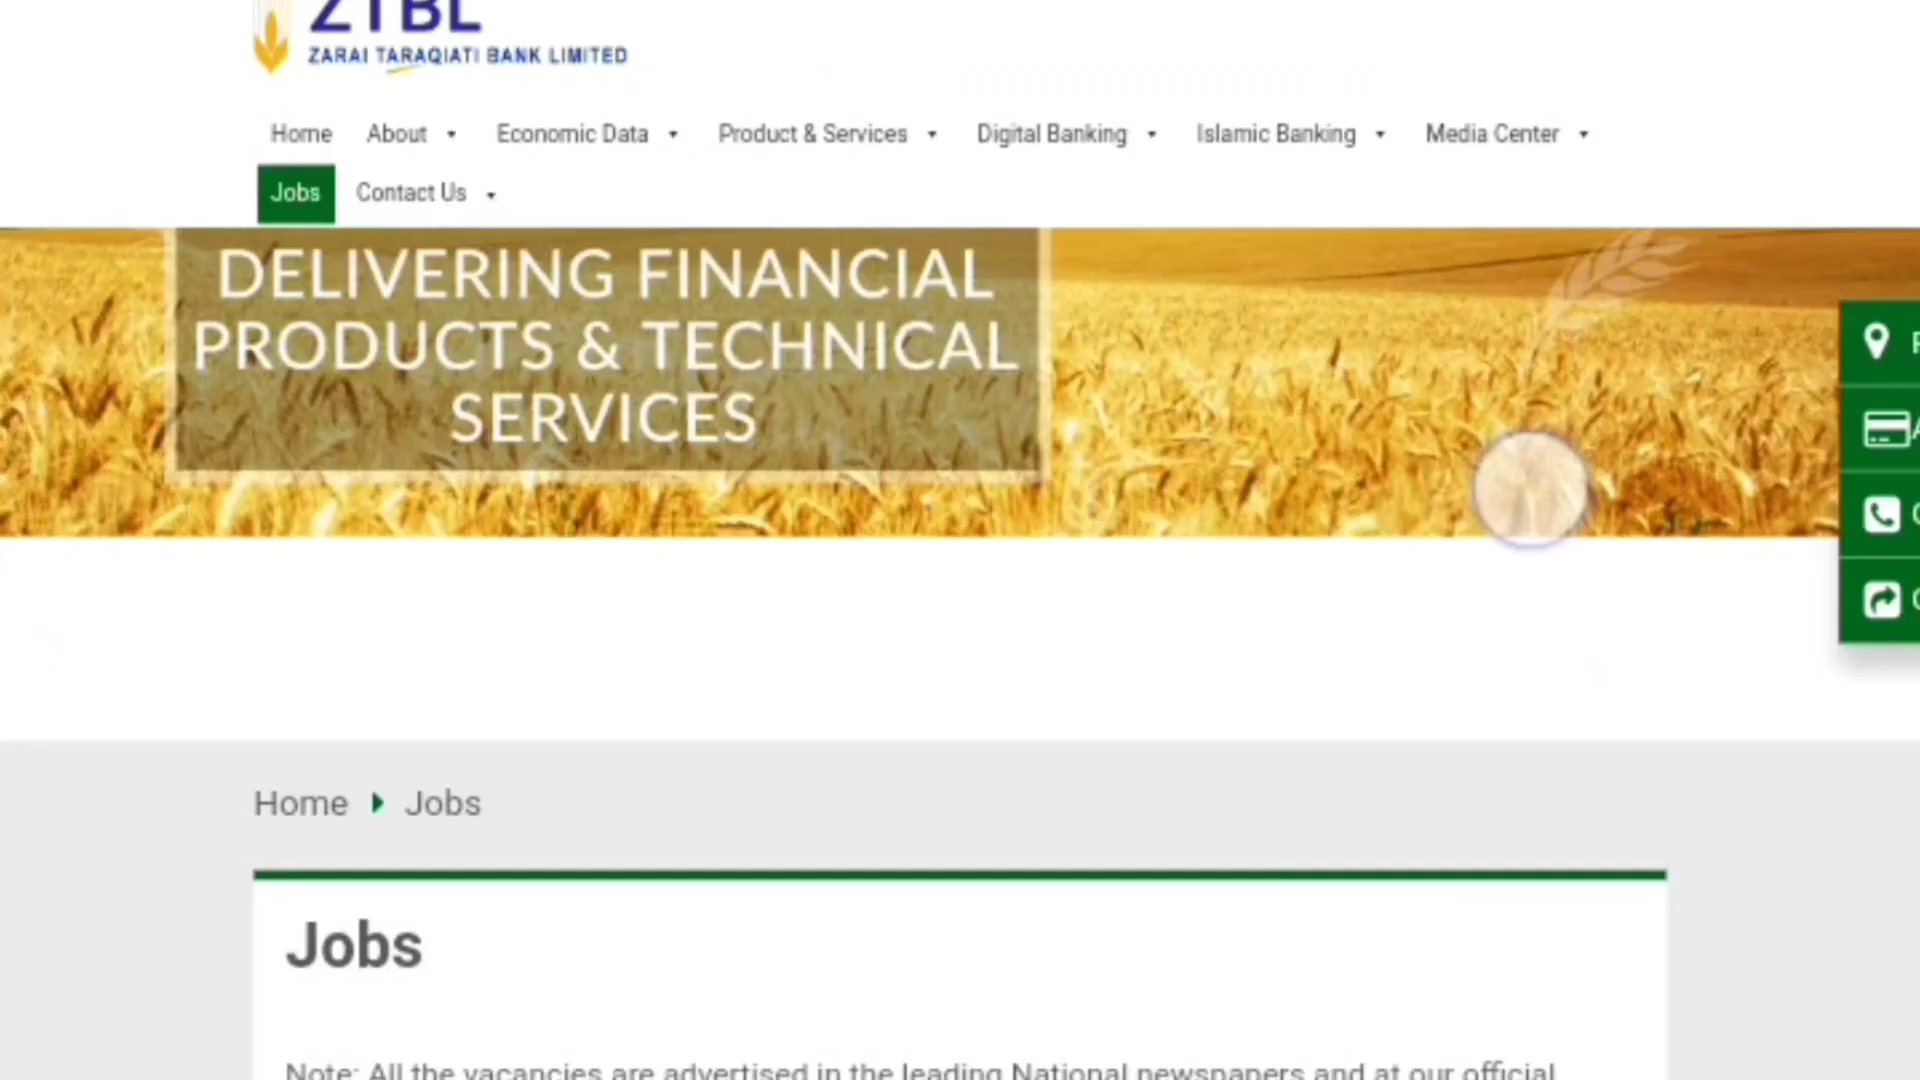 ZTBL
ZARAI TARAQIATI BANK LIMITED
Home About Economic Data Product & Services Digital Banking Islamic Banking Media Center
Jobs Contact Us
DELIVERING FINANCIAL
PRODUCTS & TECHNICAL
SERVICES
Home Jobs
Jobs
Note: All the vacancies are advertised in the leading National newspapers and at our official